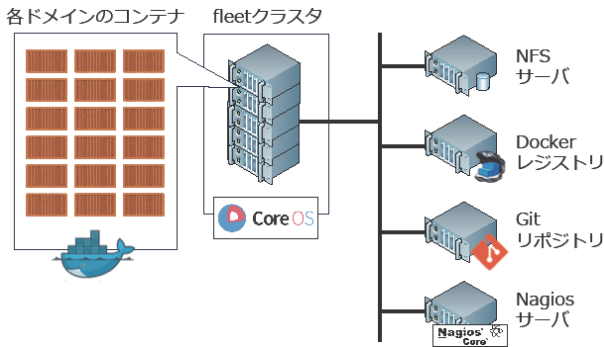 各ドメインのコンテナ
fleetクラスタ
NFS
サーバ
Docker
レジストリ
Core OS
Git
リポジトリ
Nagios
サーバ
Nagios®
Core™